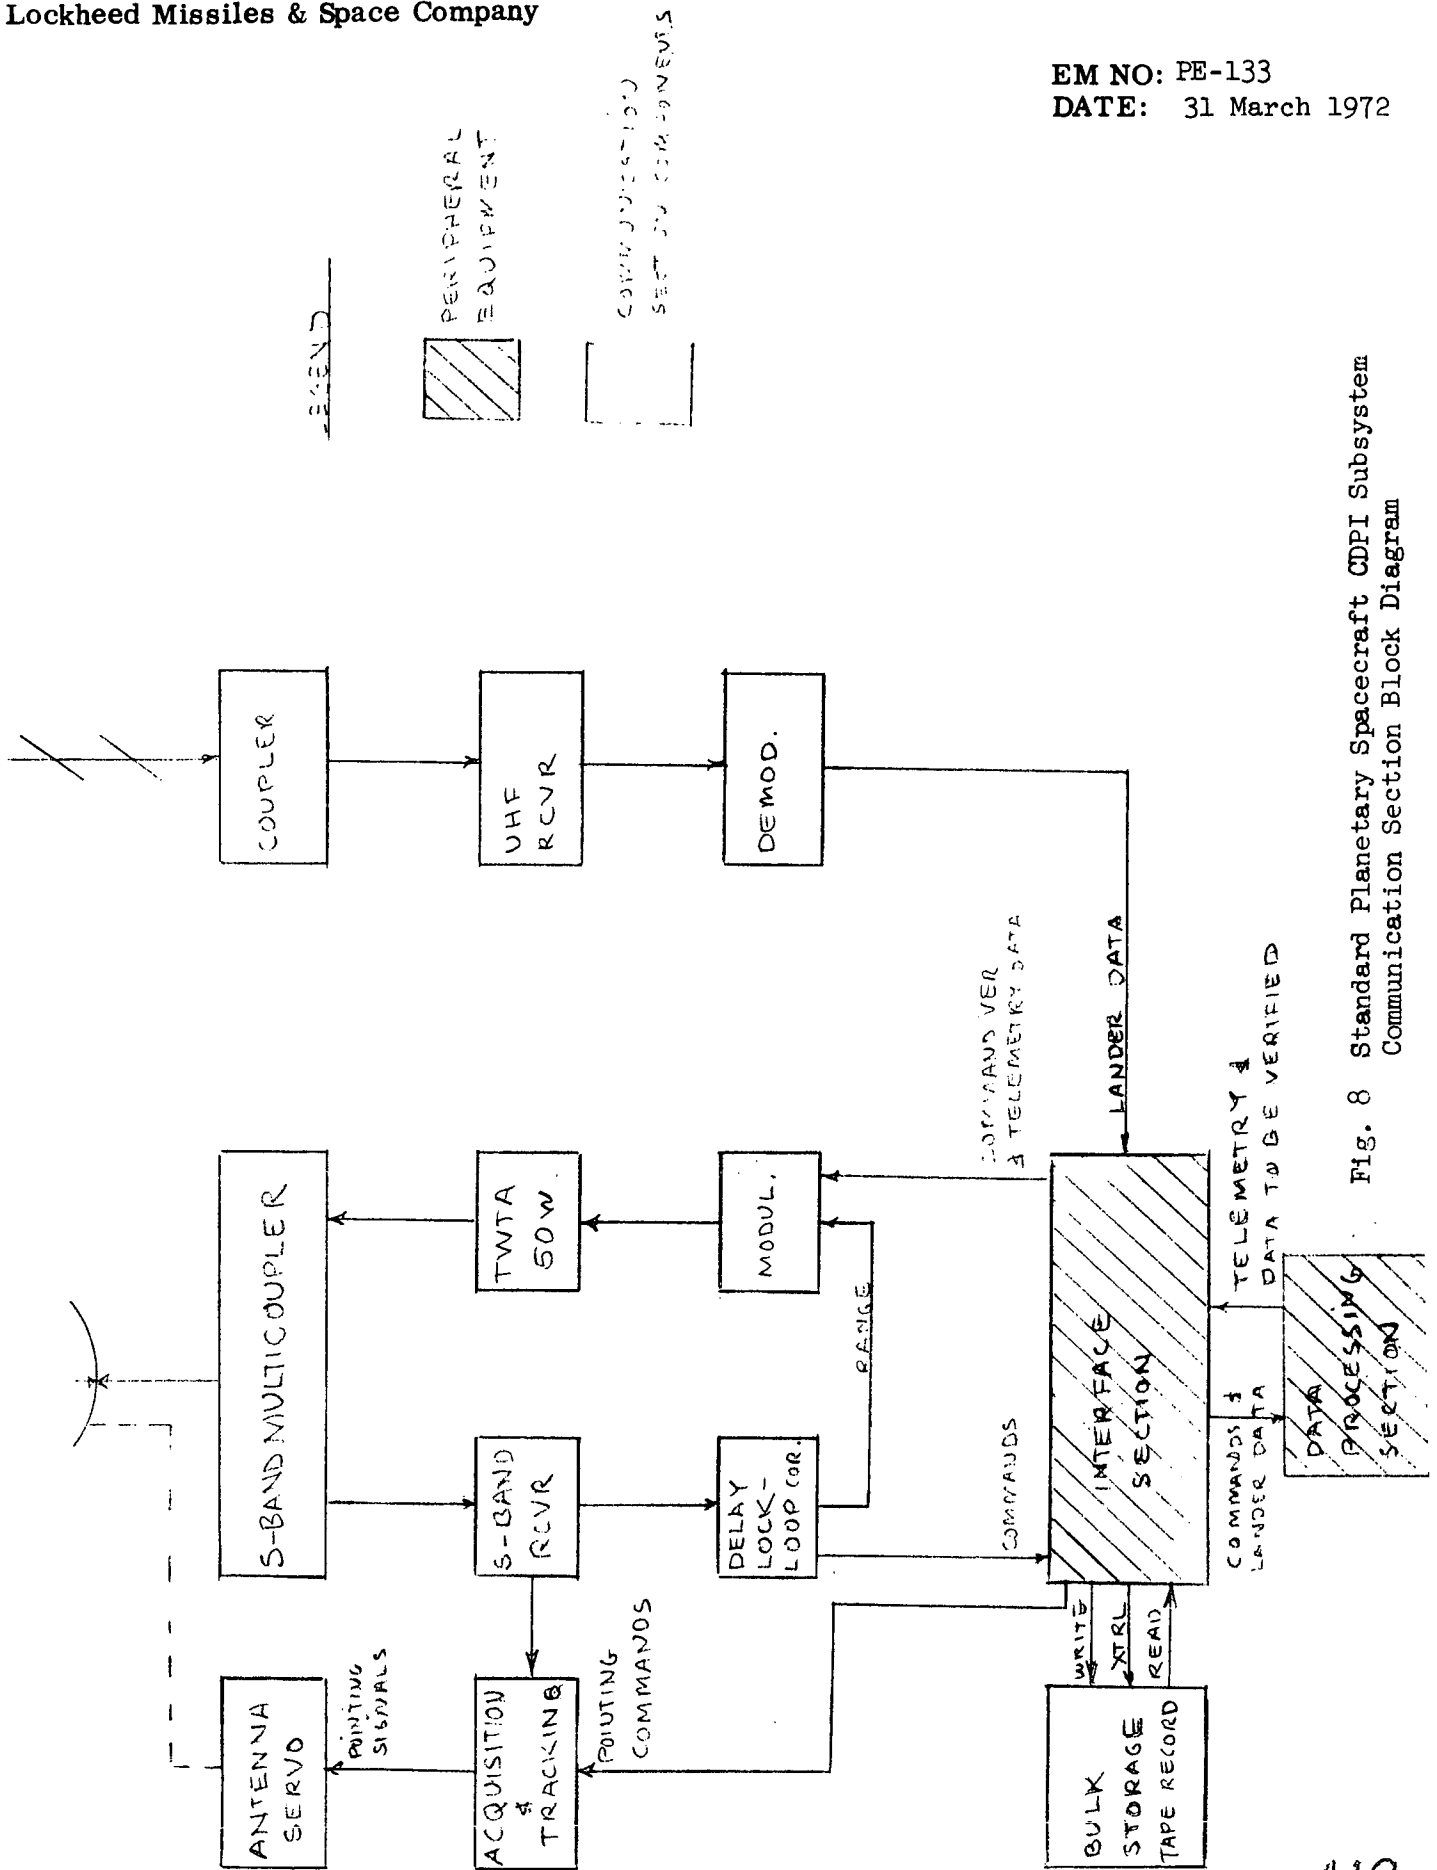 Lockheed Missiles & Space Company
EM NO: PE-133
DATE: 31 March 1972
PERIPHERAL
EQUIPMENT
COUPLER
UHF
RCVR
DEMOD.
LANDER DATA
S-BAND MULTICOUPLER
TWTA
50W.
MODUL.
RANGE
S-BAND
RCVR
DELAY
LOCK-
LOOP COR.
COMMAND VER
& TELEMETRY DATA
COMMANDS
ANTENNA
SERVO
POINTING
SIGNALS
ACQUISITION
&
TRACKING
POINTING
COMMANDS
INTERFACE
SECTION
WRITE
XTRL
READ
BULK
STORAGE
TAPE RECORD
TELEMETRY &
DATA TO BE VERIFIED
COMMANDS &
LANDER DATA
DATA
PROCESSING
SERTION
Fig. 8 Standard Planetary Spacecraft CDPI Subsystem
Communication Section Block Diagram